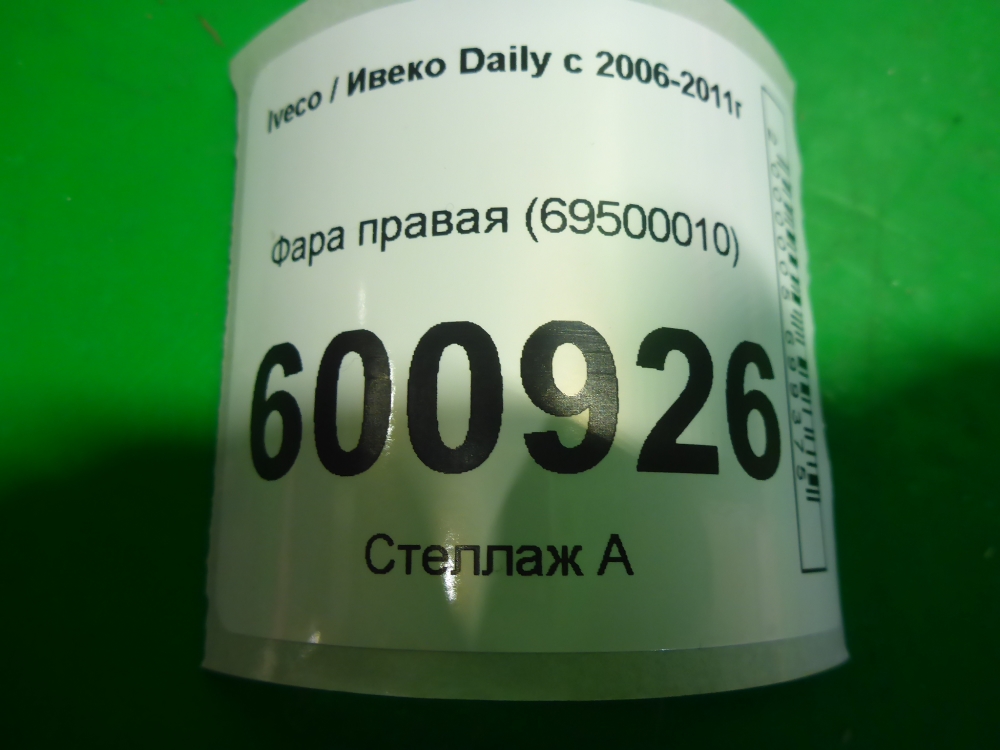 Iveco / Ивеко Daily с 2006-2011г
Фара правая (69500010)
600926
Стеллаж А